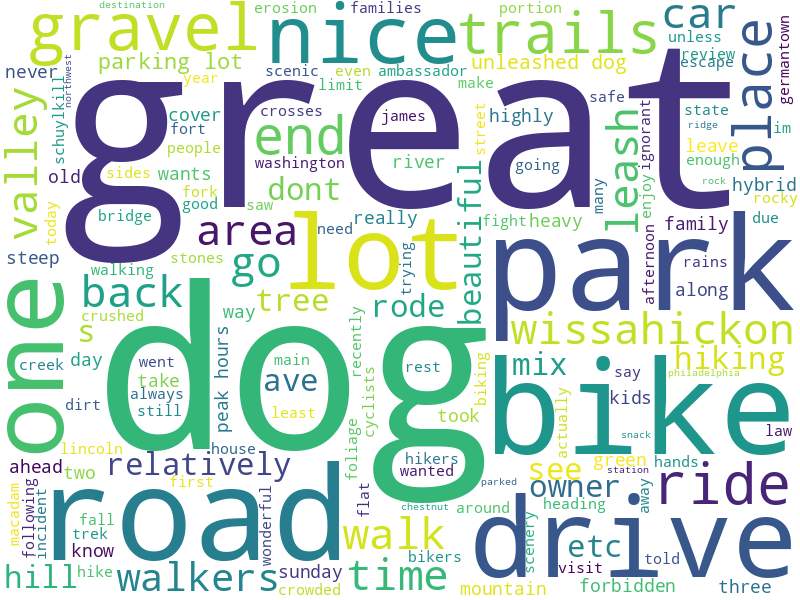 destination
gravel
nice
erosion
families
portion
trails
car
unless
review
escape
place
germantown
parking lot
scenic
even
ambassador
unleashed dog
never
northwest
schuylkill
year
limit
make
great
cover
fort
people
crosses
james
highly
safe
state
im
valley
end
washington
river
going
street
leash
ignorant
leave
ridge
rock
enough
old
sides
wants
dont
fork
saw
good
many
enjoy
hybrid
rocky
bridge
today
area
lot
need
really
beautiful
fight
heavy
family
due
steep
walking
stones
go
trying
park
afternoon
rains
along
one
back
crushed
s
way
tree
rode
wissahickon
dog
day
creek
peak hours
recently
mix
hiking
went
main
take
ave
rest
biking
bike
say
philadelphia
always
still
least
cyclists
kids
dirt
actually
snack
law
lincoln
house
foliage
hikers
green
hands
ahead
two
relatively
wanted
see
station
first
flat
owner
away
ride
macadam
following
incident
road
wonderful
parked
chestnut
around
heading
scenery
drive
fall
trek
know
walk
bikers
etc
told
visit
hill
hike
walkers
sunday
crowded
time
mountain
forbidden
three